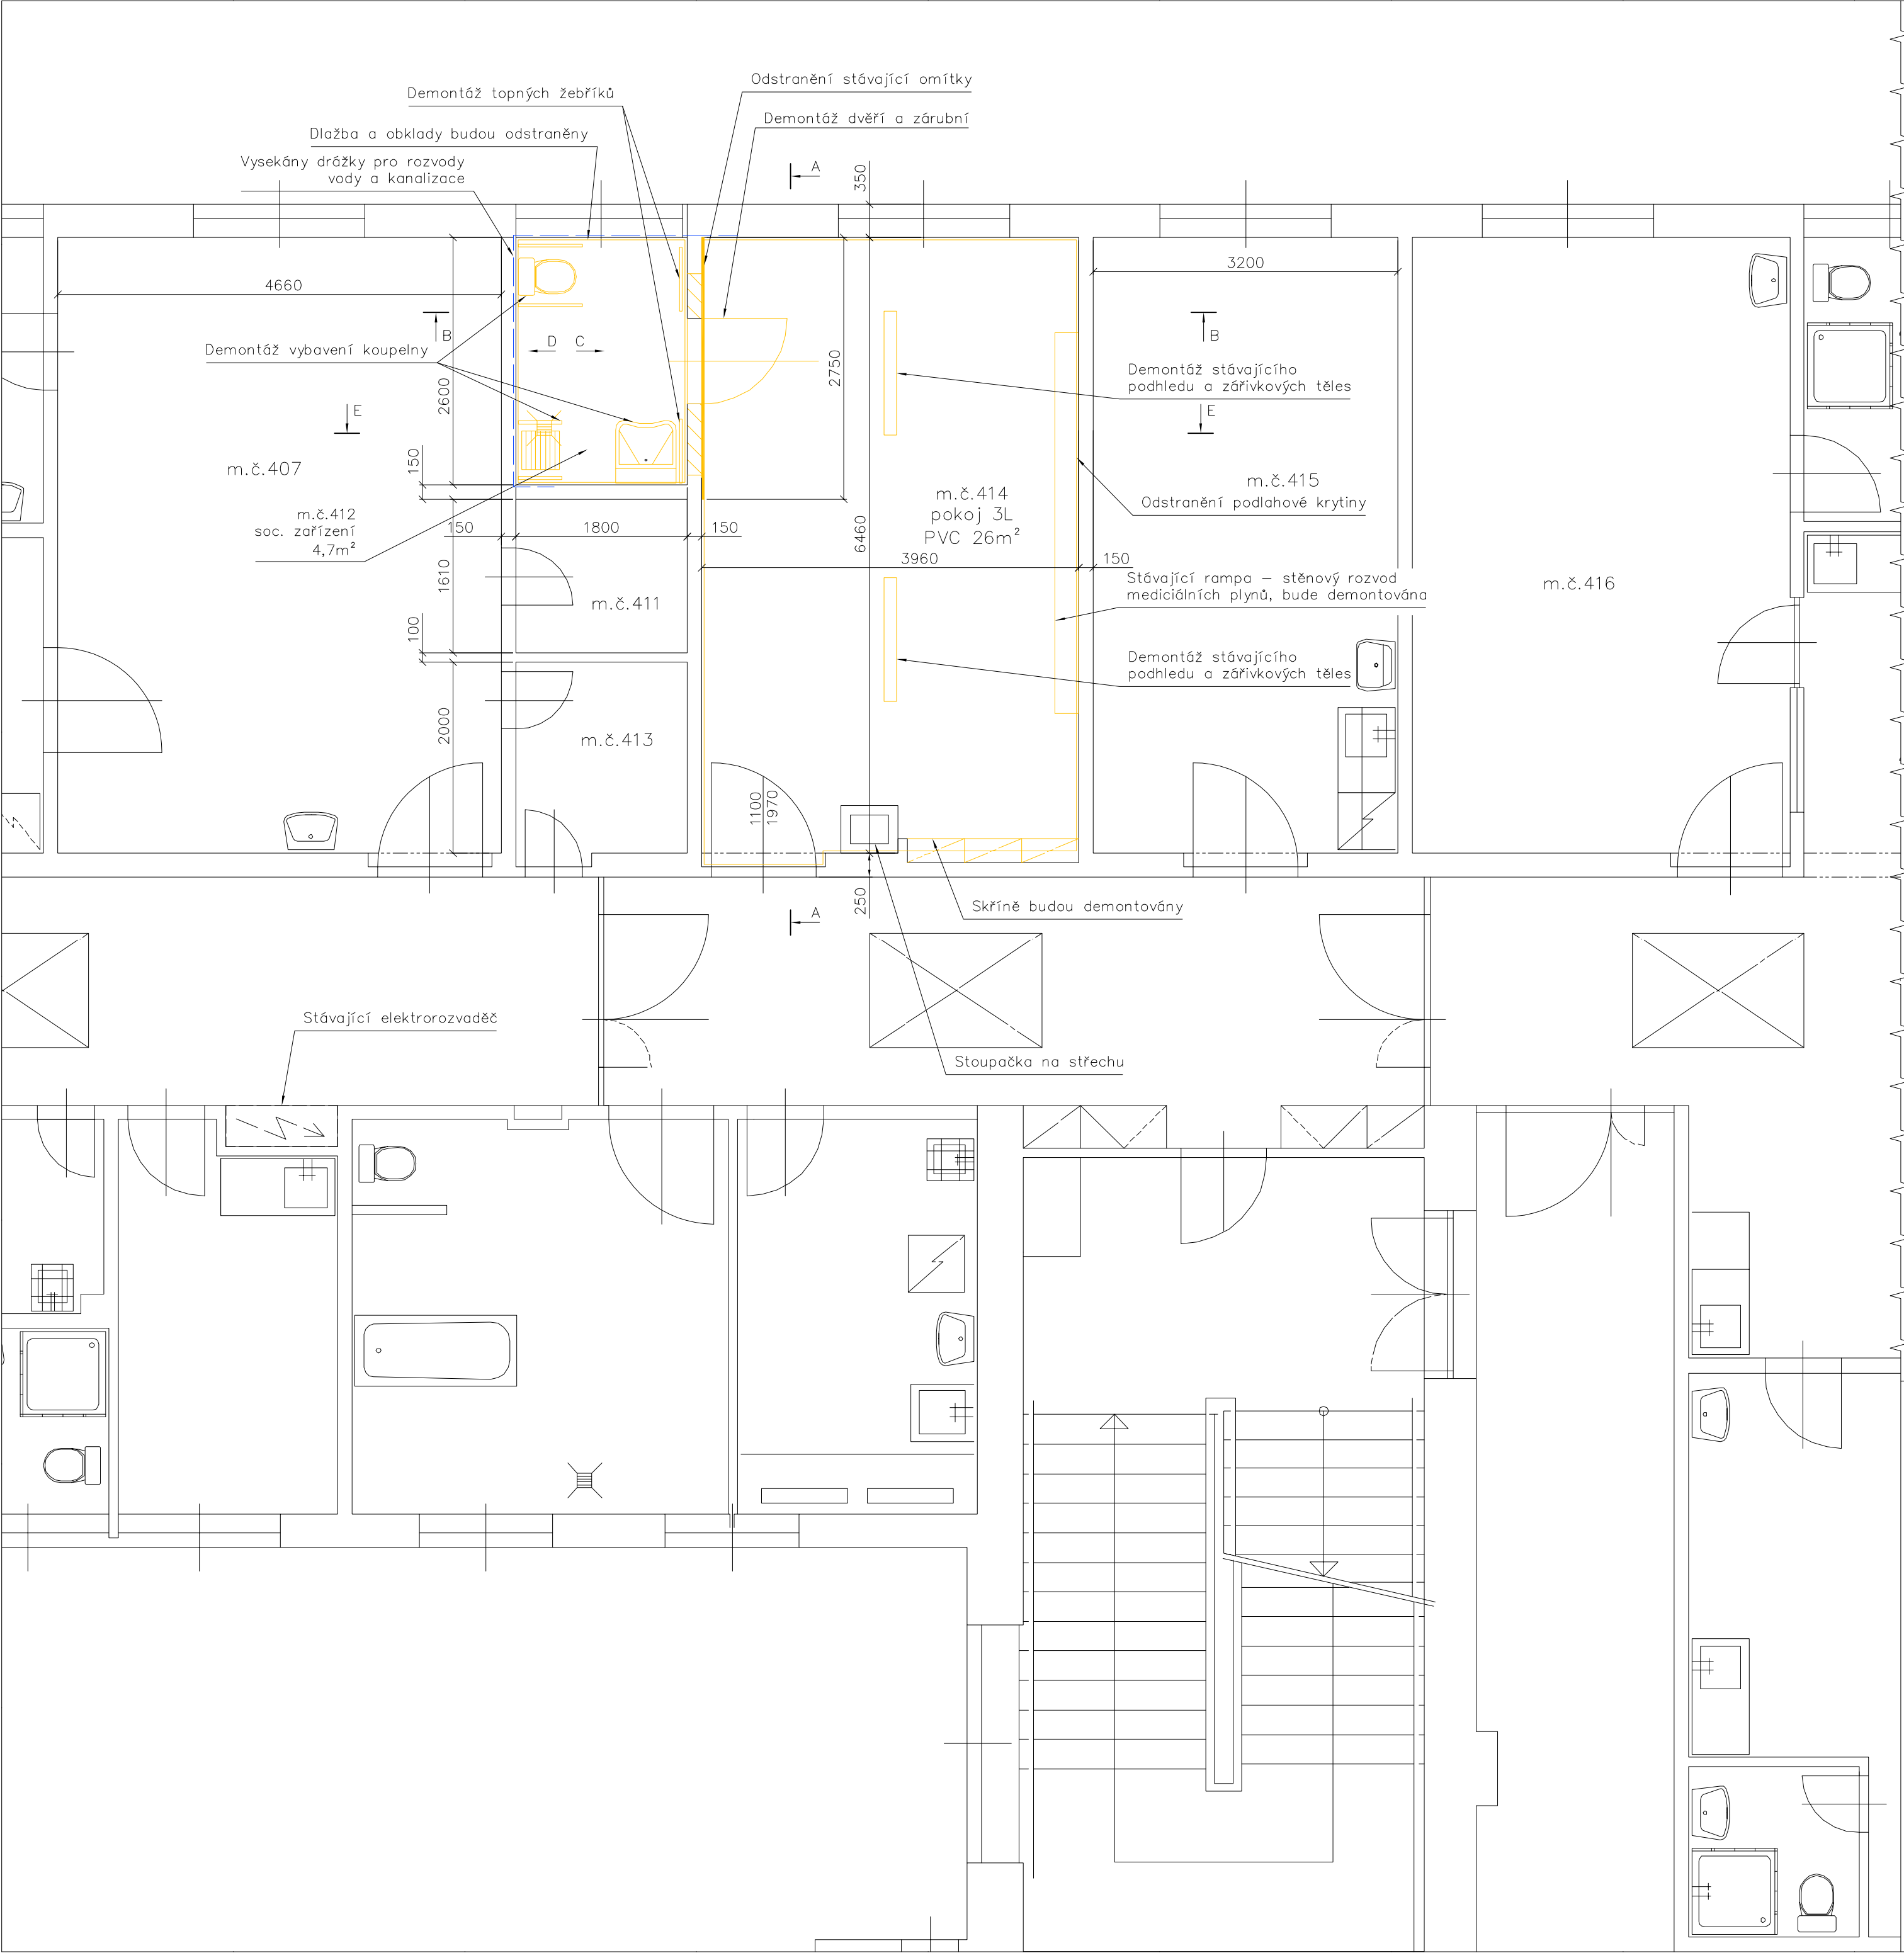 Odstranění stávající omítky
Demontáž topných žebříků
Demontáž dvěří a zárubní
Dlažba a obklady budou odstraněny
Vysekány drážky pro rozvody
vody a kanalizace
A
350
4660
3200
B
D C
B
Demontáž vybavení koupelny
2600
2750
Demontáž stávajícího
podhledu a zářivkových těles
E
E
m.č.407
150
m.č.415
m.č.414
pokoj 3L
PVC 26m²
Odstranění podlahové krytiny
m.č.412
soc. zařízení
4,7m²
150
1800
150
6460
3960
150
1610
m.č.411
Stávající rampa – stěnový rozvod
mediciálních plynů, bude demontována
m.č.416
100
Demontáž stávajícího
podhledu a zářivkových těles
2000
m.č.413
1100
1970
250
A
Skříně budou demontovány
Stávající elektrorozvaděč
Stoupačka na střechu